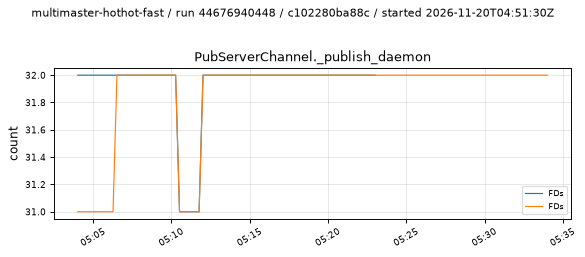 multimaster-hothot-fast / run 44676940448 / c102280ba88c / started 2026-11-20T04:51:30Z
PubServerChannel._publish_daemon
count
32.0
31.8
31.6
31.4
31.2
31.0
FDs
FDs
05:05
05:10
05:15
05:20
05:25
05:30
05:35